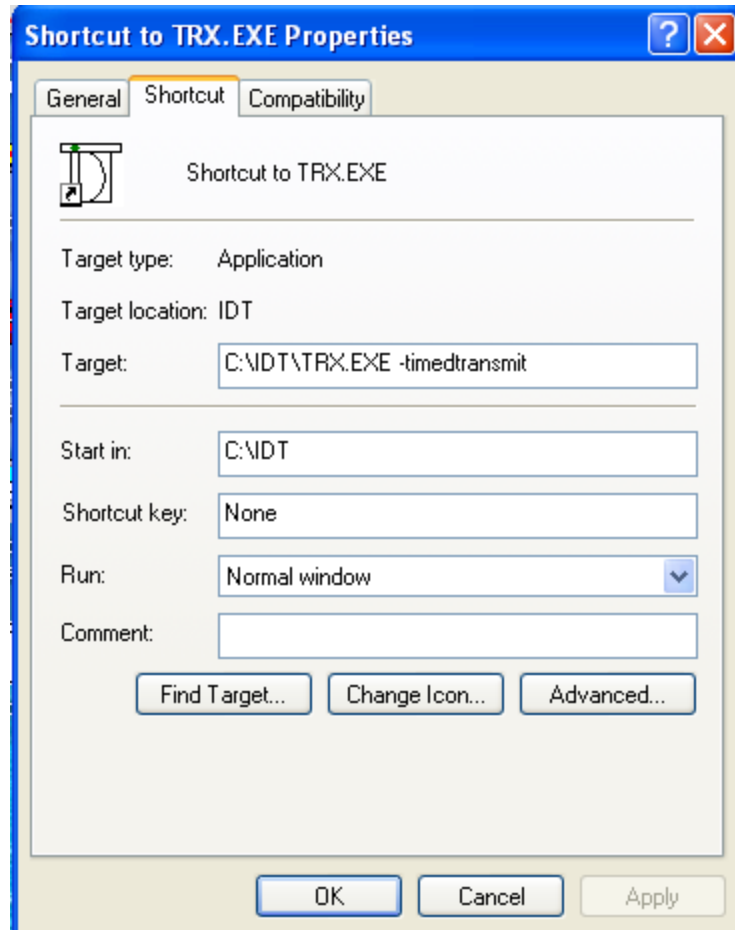 Shortcut to TRX.EXE Properties
General Shortcut Compatibility
Shortcut to TRX.EXE
Target type: Application
Target location: IDT
Target: C:\IDT\TRX.EXE -timedtransmit
Start in: C:\IDT
Shortcut key: None
Run: Normal window
Comment:
Find Target... Change Icon... Advanced...
OK Cancel Apply